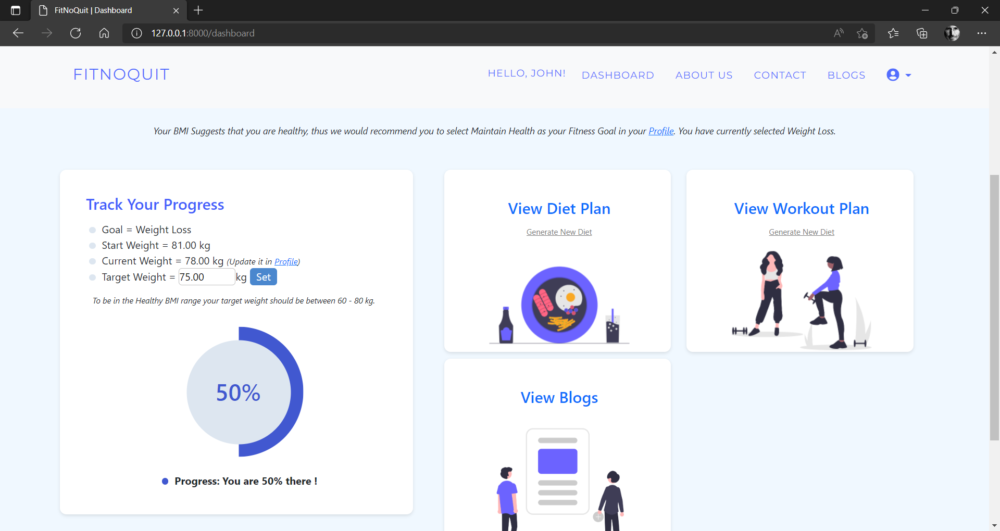 FitNoQuit | Dashboard
127.0.0.1:8000/dashboard
FITNOQUIT
HELLO, JOHN!
DASHBOARD
ABOUT US
CONTACT
BLOGS
Your BMI Suggests that you are healthy, thus we would recommend you to select Maintain Health as your Fitness Goal in your Profile. You have currently selected Weight Loss.
Track Your Progress
Goal = Weight Loss
Start Weight = 81.00 kg
Current Weight = 78.00 kg (Update it in Profile)
Target Weight = 75.00 kg Set
To be in the Healthy BMI range your target weight should be between 60 - 80 kg.
50%
Progress: You are 50% there !
View Diet Plan
Generate New Diet
View Workout Plan
Generate New Diet
View Blogs